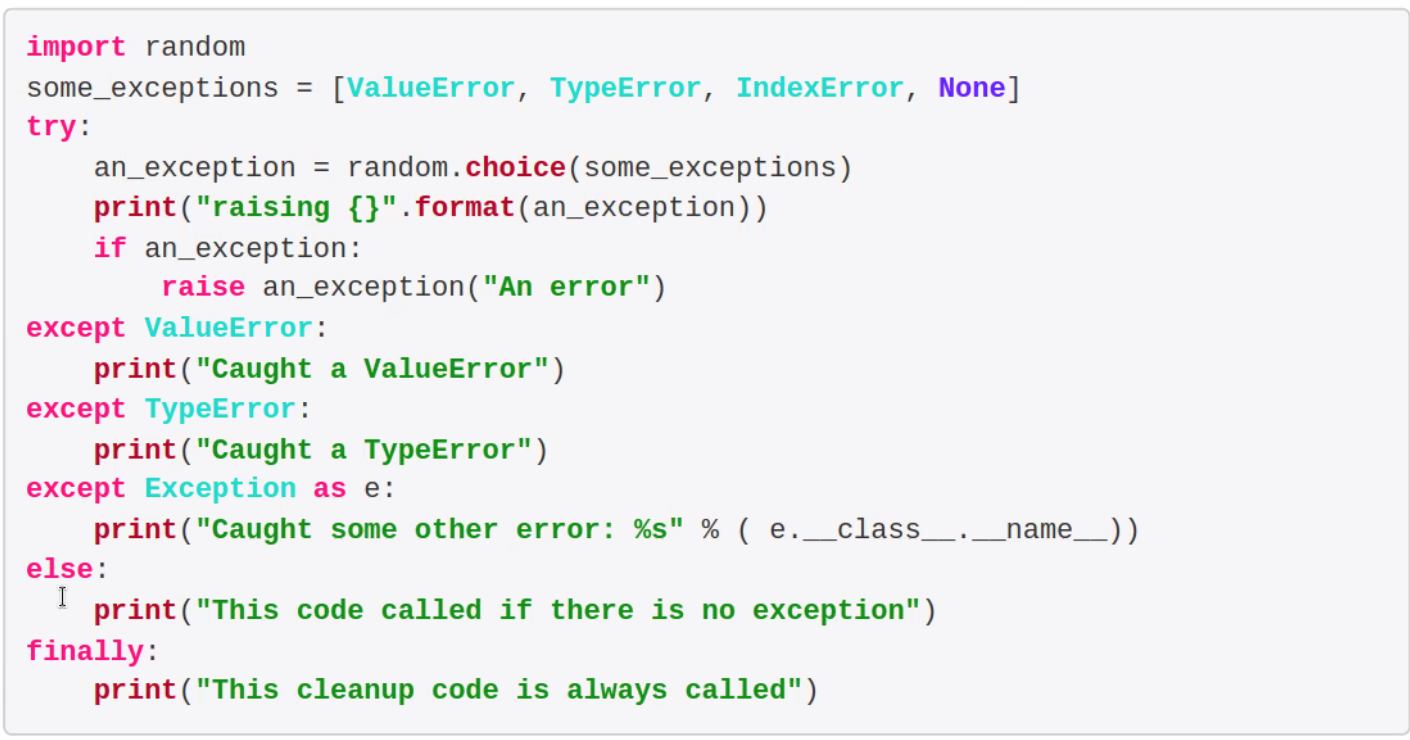 import random
some_exceptions = [ValueError, TypeError, IndexError, None]
try:
    an_exception = random.choice(some_exceptions)
    print("raising {}".format(an_exception))
    if an_exception:
        raise an_exception("An error")
except ValueError:
    print("Caught a ValueError")
except TypeError:
    print("Caught a TypeError")
except Exception as e:
    print("Caught some other error: %s" % ( e.__class__.__name__))
else:
    print("This code called if there is no exception")
finally:
    print("This cleanup code is always called")